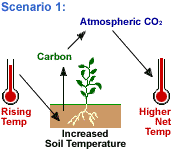 Scenario 1:
Atmospheric CO₂
Carbon
Rising
Temp
Higher
Net
Temp
Increased
Soil Temperature